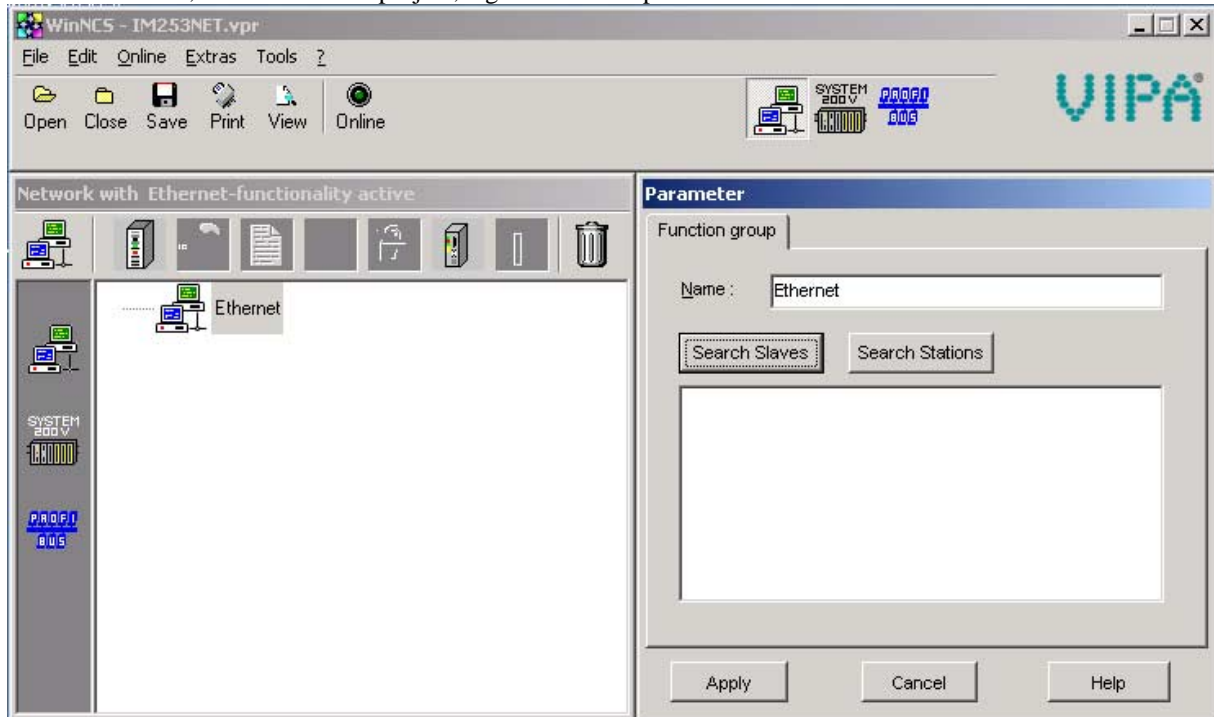 WinNCS - IM253NET.vpr
File Edit Online Extras Tools ?
Open Close Save Print View Online
SYSTEM 200V
PROFI BUS
VIPA
Network with Ethernet-functionality active
Ethernet
SYSTEM 200V
PROFI BUS
Parameter
Function group
Name : Ethernet
Search Slaves Search Stations
Apply Cancel Help